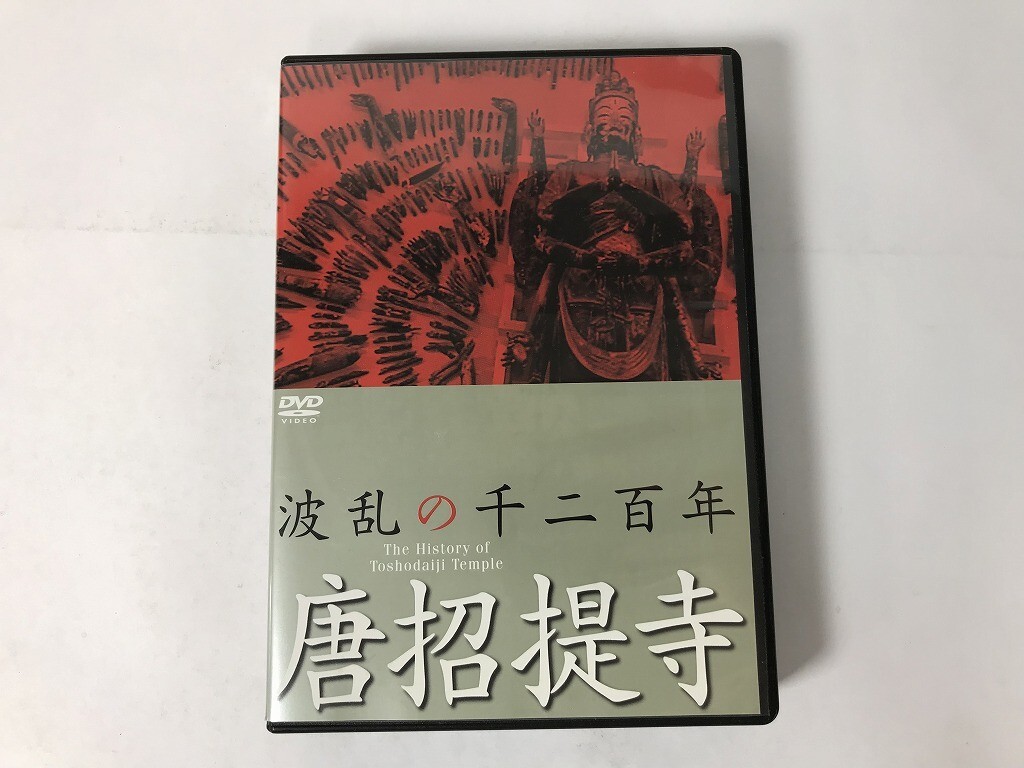 DVD
VIDEO
波乱の千二百年
The History of
Toshodaiji Temple
唐招提寺